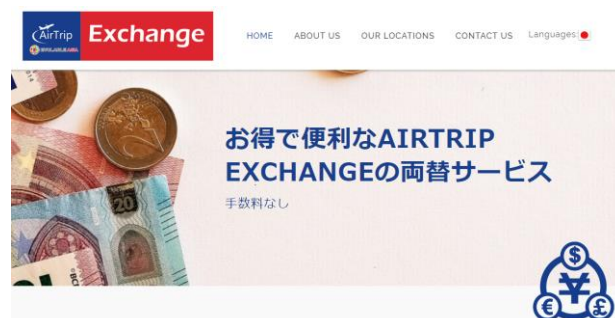 AirTrip
Exchange
HOME
ABOUT US
OUR LOCATIONS
CONTACT US
Languages:
お得で便利なAIRTRIP
EXCHANGEの両替サービス
手数料なし
20
$
¥
€
£